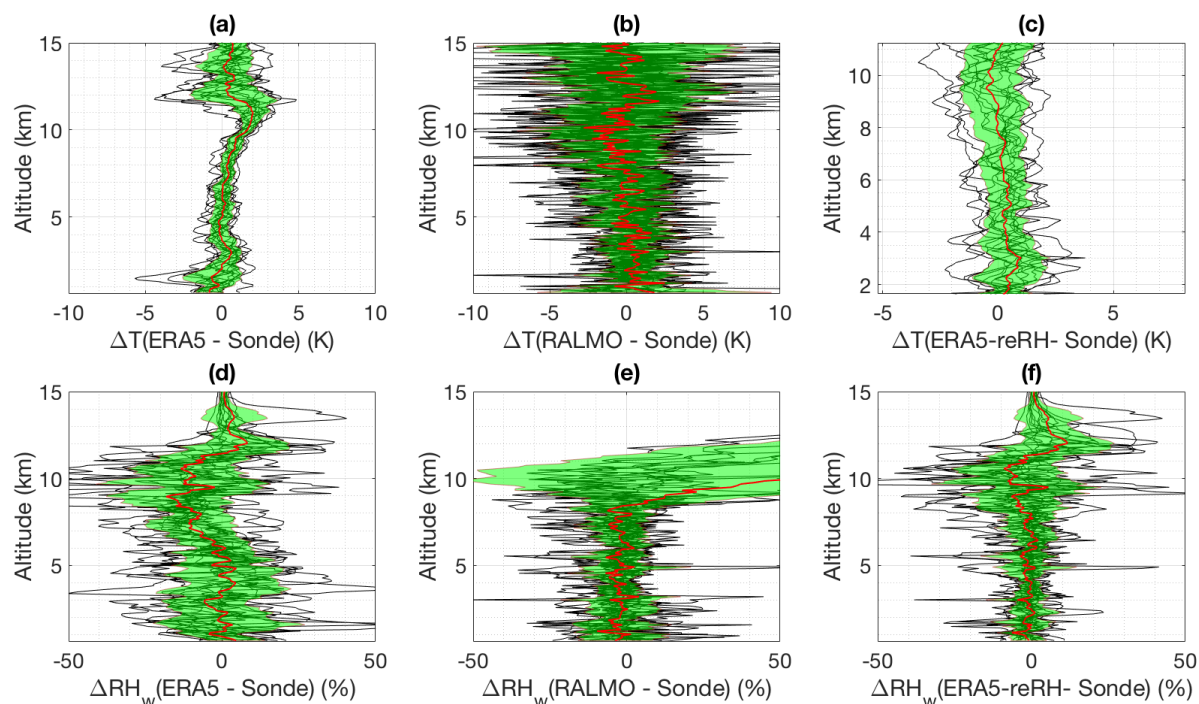 (a)
15
10
5
Altitude (km)
-10 -5 0 5 10
ΔT(ERA5 - Sonde) (K)
(b)
15
10
5
Altitude (km)
-10 -5 0 5 10
ΔT(RALMO - Sonde) (K)
(c)
10
8
6
4
2
Altitude (km)
-5 0 5
ΔT(ERA5-reRH- Sonde) (K)
(d)
15
10
5
Altitude (km)
-50 0 50
ΔRH_w(ERA5 - Sonde) (%)
(e)
15
10
5
Altitude (km)
-50 0 50
ΔRH_w(RALMO - Sonde) (%)
(f)
15
10
5
Altitude (km)
-50 0 50
ΔRH_w(ERA5-reRH- Sonde) (%)